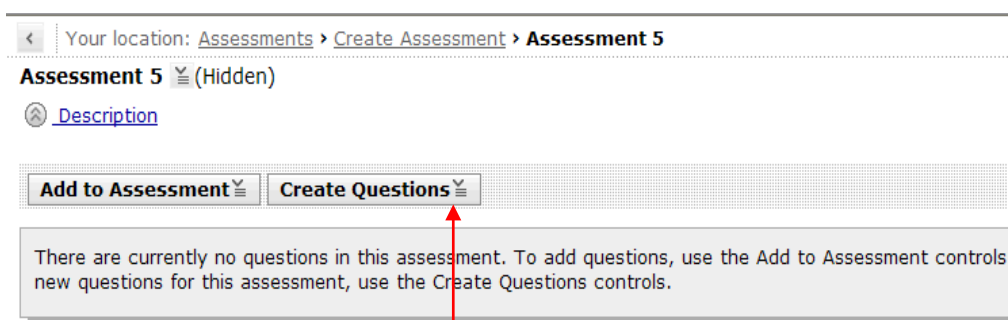 Your location: Assessments › Create Assessment › Assessment 5
Assessment 5 (Hidden)
Description
Add to Assessment Create Questions
There are currently no questions in this assessment. To add questions, use the Add to Assessment controls
new questions for this assessment, use the Create Questions controls.